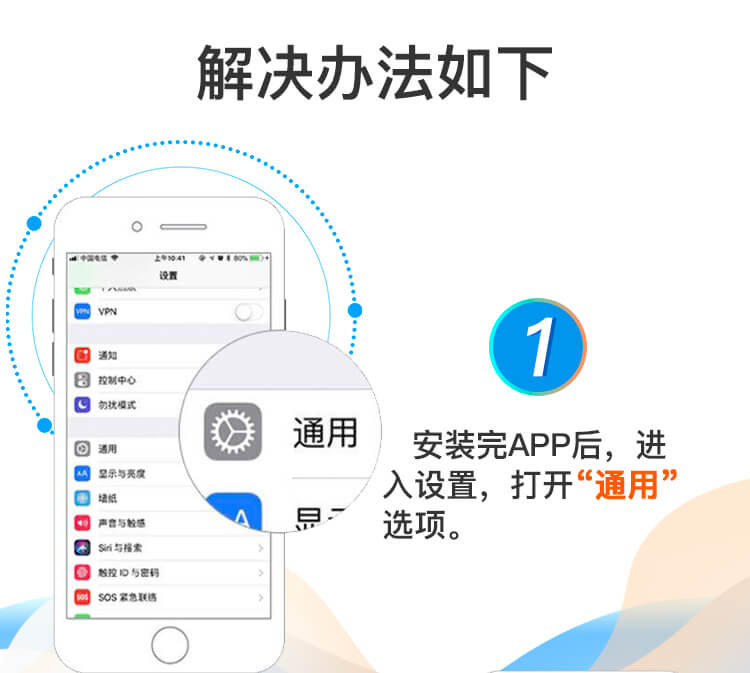 解决办法如下
中国电信
上午10:41
80%
设置
VPN
VPN
通知
控制中心
勿扰模式
通用
AA
显示与亮度
墙纸
声音与触感
Siri 与搜索
触控 ID 与密码
SOS
SOS 紧急联络
通用
A
1
安装完APP后，进
入设置，打开“通用”
选项。